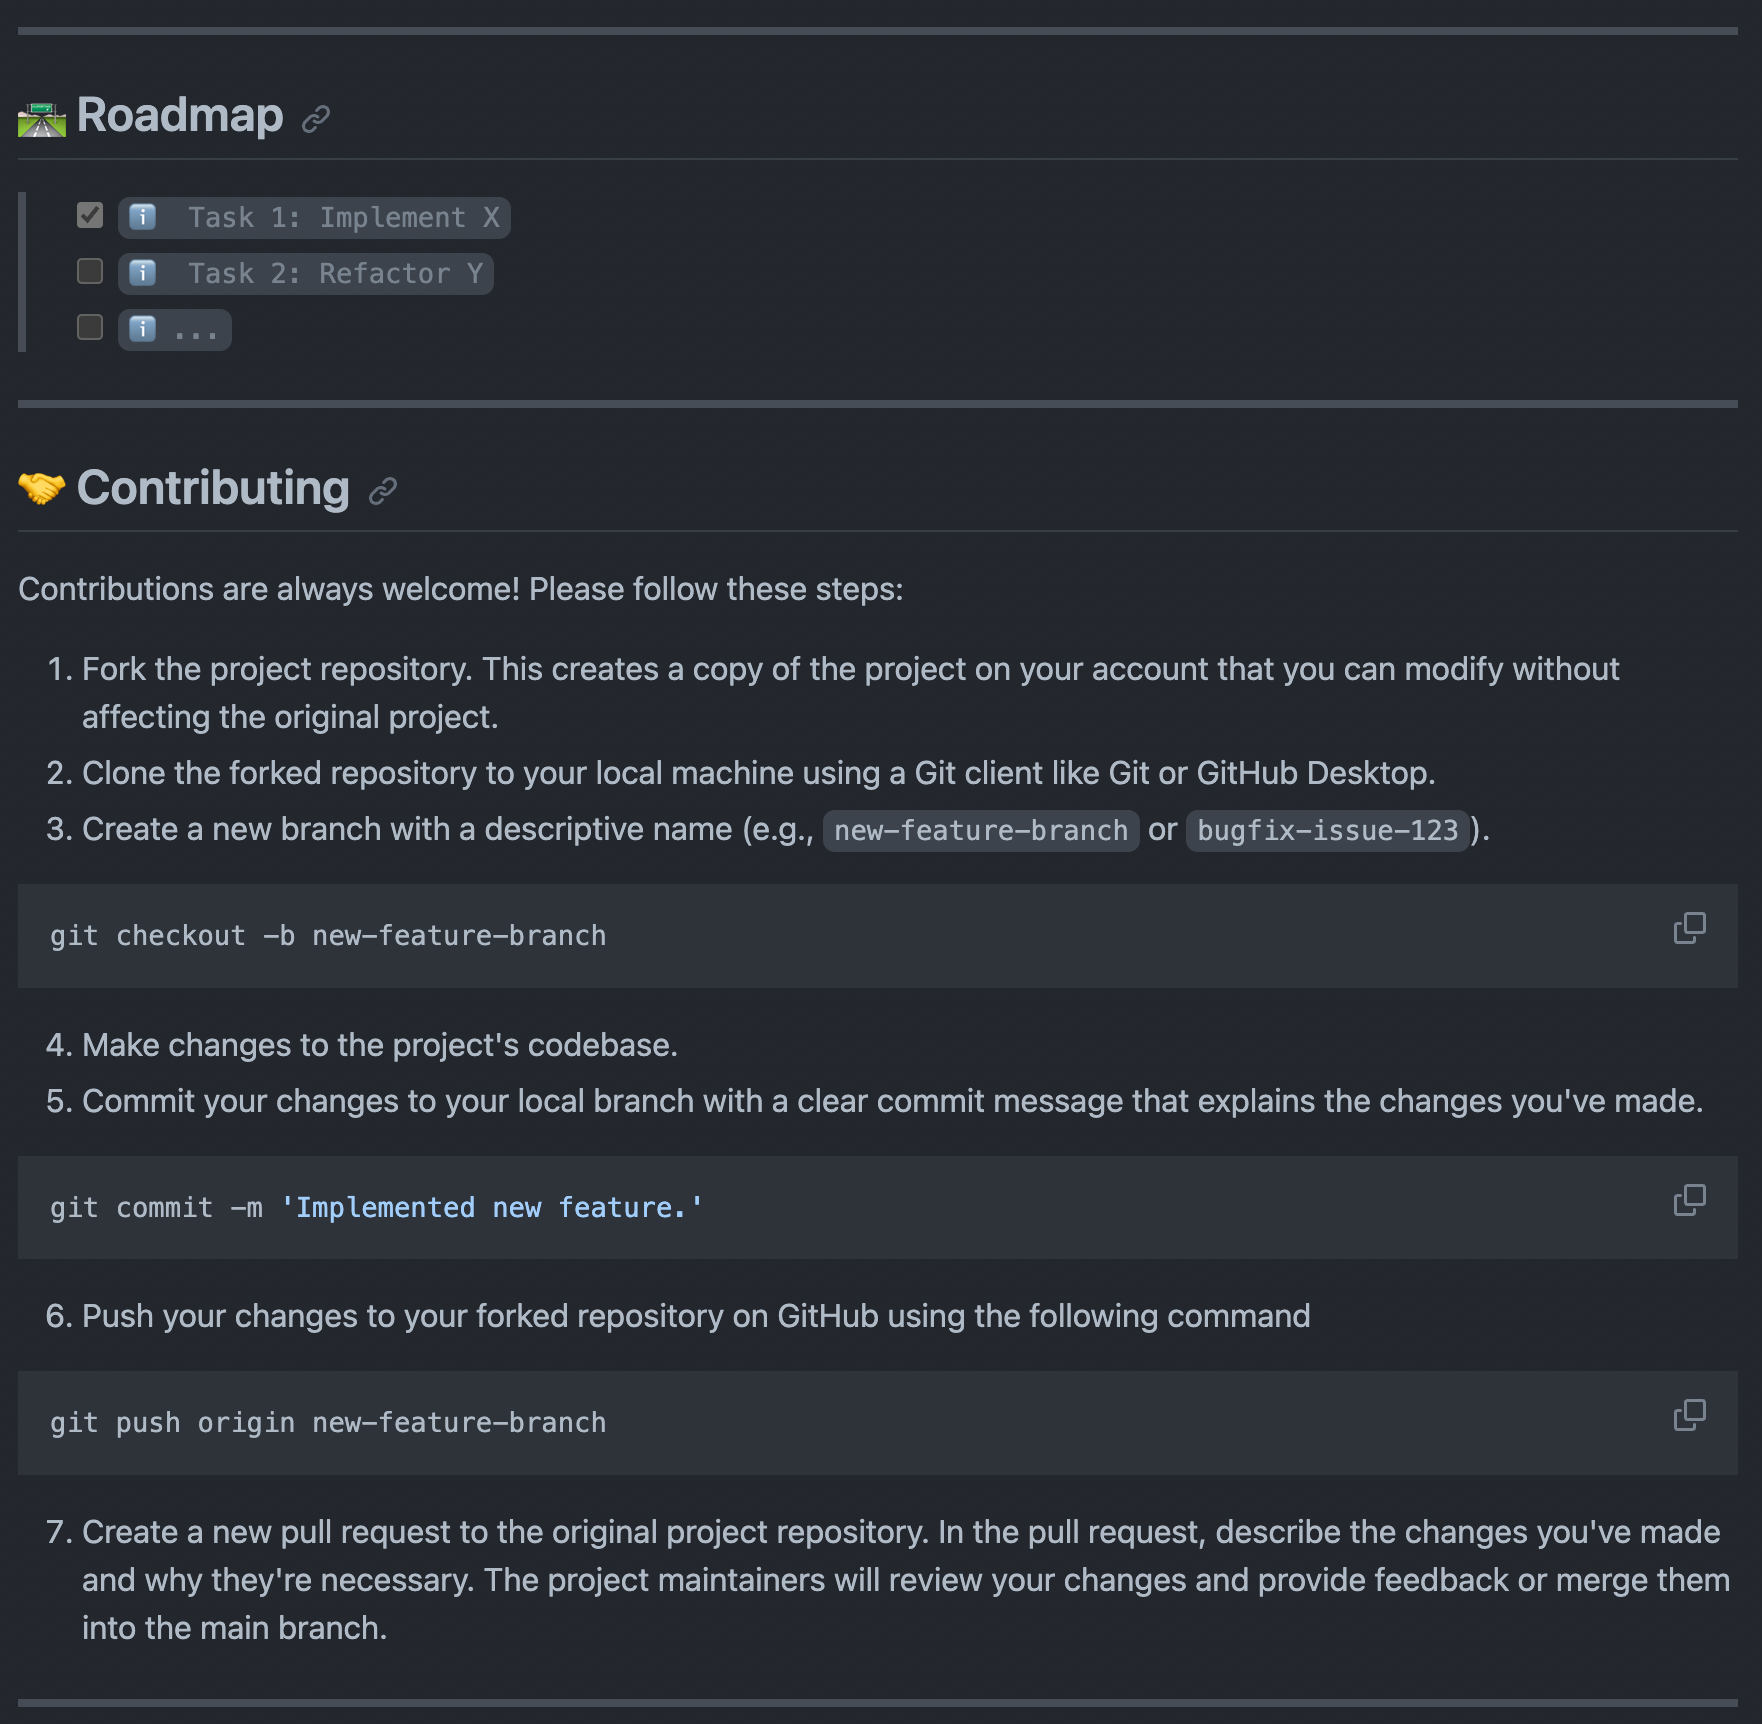 🛣️ Roadmap
ℹ️ Task 1: Implement X
ℹ️ Task 2: Refactor Y
ℹ️ ...
🤝 Contributing
Contributions are always welcome! Please follow these steps:
1. Fork the project repository. This creates a copy of the project on your account that you can modify without
affecting the original project.
2. Clone the forked repository to your local machine using a Git client like Git or GitHub Desktop.
3. Create a new branch with a descriptive name (e.g., new-feature-branch or bugfix-issue-123).
git checkout -b new-feature-branch
4. Make changes to the project's codebase.
5. Commit your changes to your local branch with a clear commit message that explains the changes you've made.
git commit -m 'Implemented new feature.'
6. Push your changes to your forked repository on GitHub using the following command
git push origin new-feature-branch
7. Create a new pull request to the original project repository. In the pull request, describe the changes you've made
and why they're necessary. The project maintainers will review your changes and provide feedback or merge them
into the main branch.